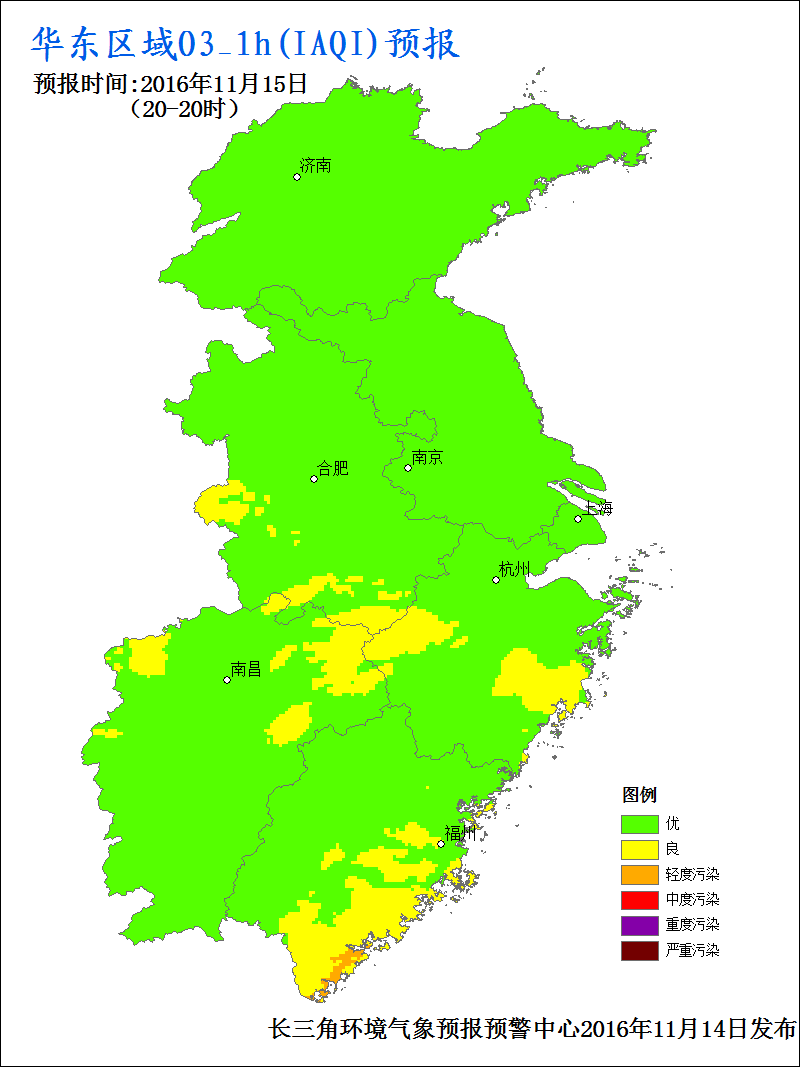 华东区域O3_1h(IAQI)预报
预报时间:2016年11月15日
（20-20时）
济南
合肥
南京
上海
杭州
南昌
福州
图例
优
良
轻度污染
中度污染
重度污染
严重污染
长三角环境气象预报预警中心2016年11月14日发布